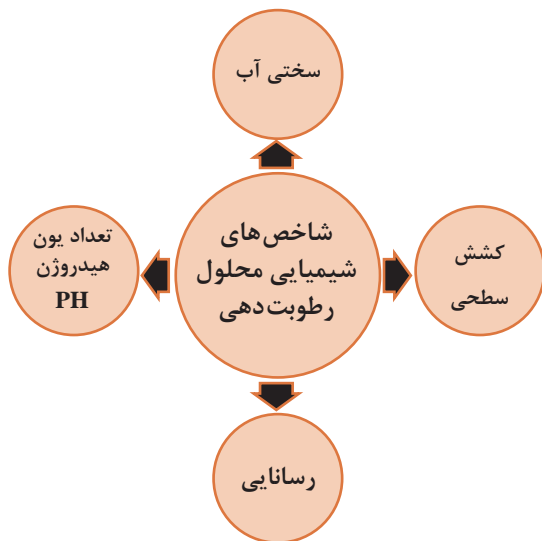 سختی آب
شاخص‌های
شیمیایی محلول
رطوبت‌دهی
کشش
سطحی
تعداد یون
هیدروژن
PH
رسانایی